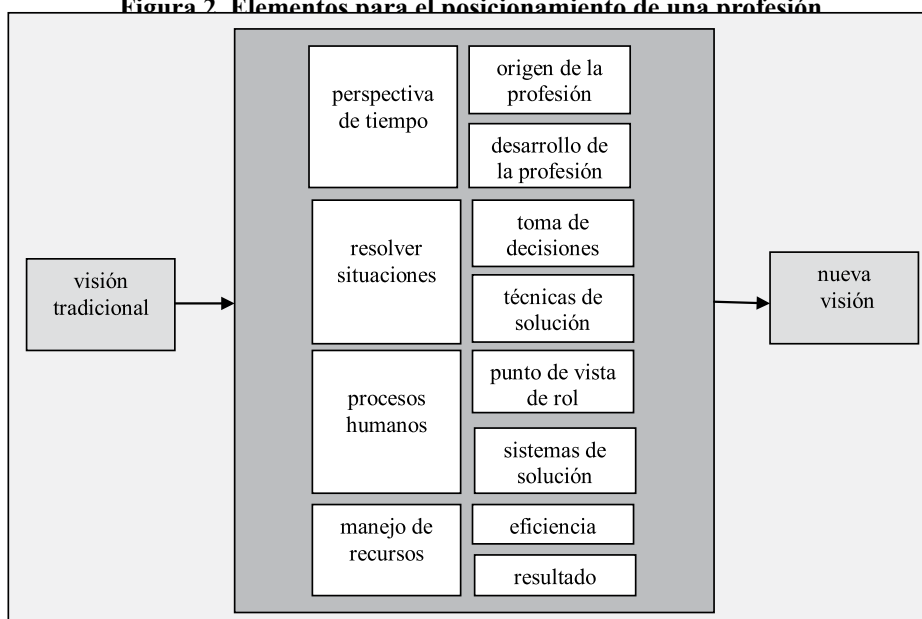 Figura 2. Elementos para el posicionamiento de una profesión
perspectiva
de tiempo
origen de la
profesión
desarrollo de
la profesión
resolver
situaciones
toma de
decisiones
técnicas de
solución
visión
tradicional
nueva
visión
procesos
humanos
punto de vista
de rol
sistemas de
solución
manejo de
recursos
eficiencia
resultado